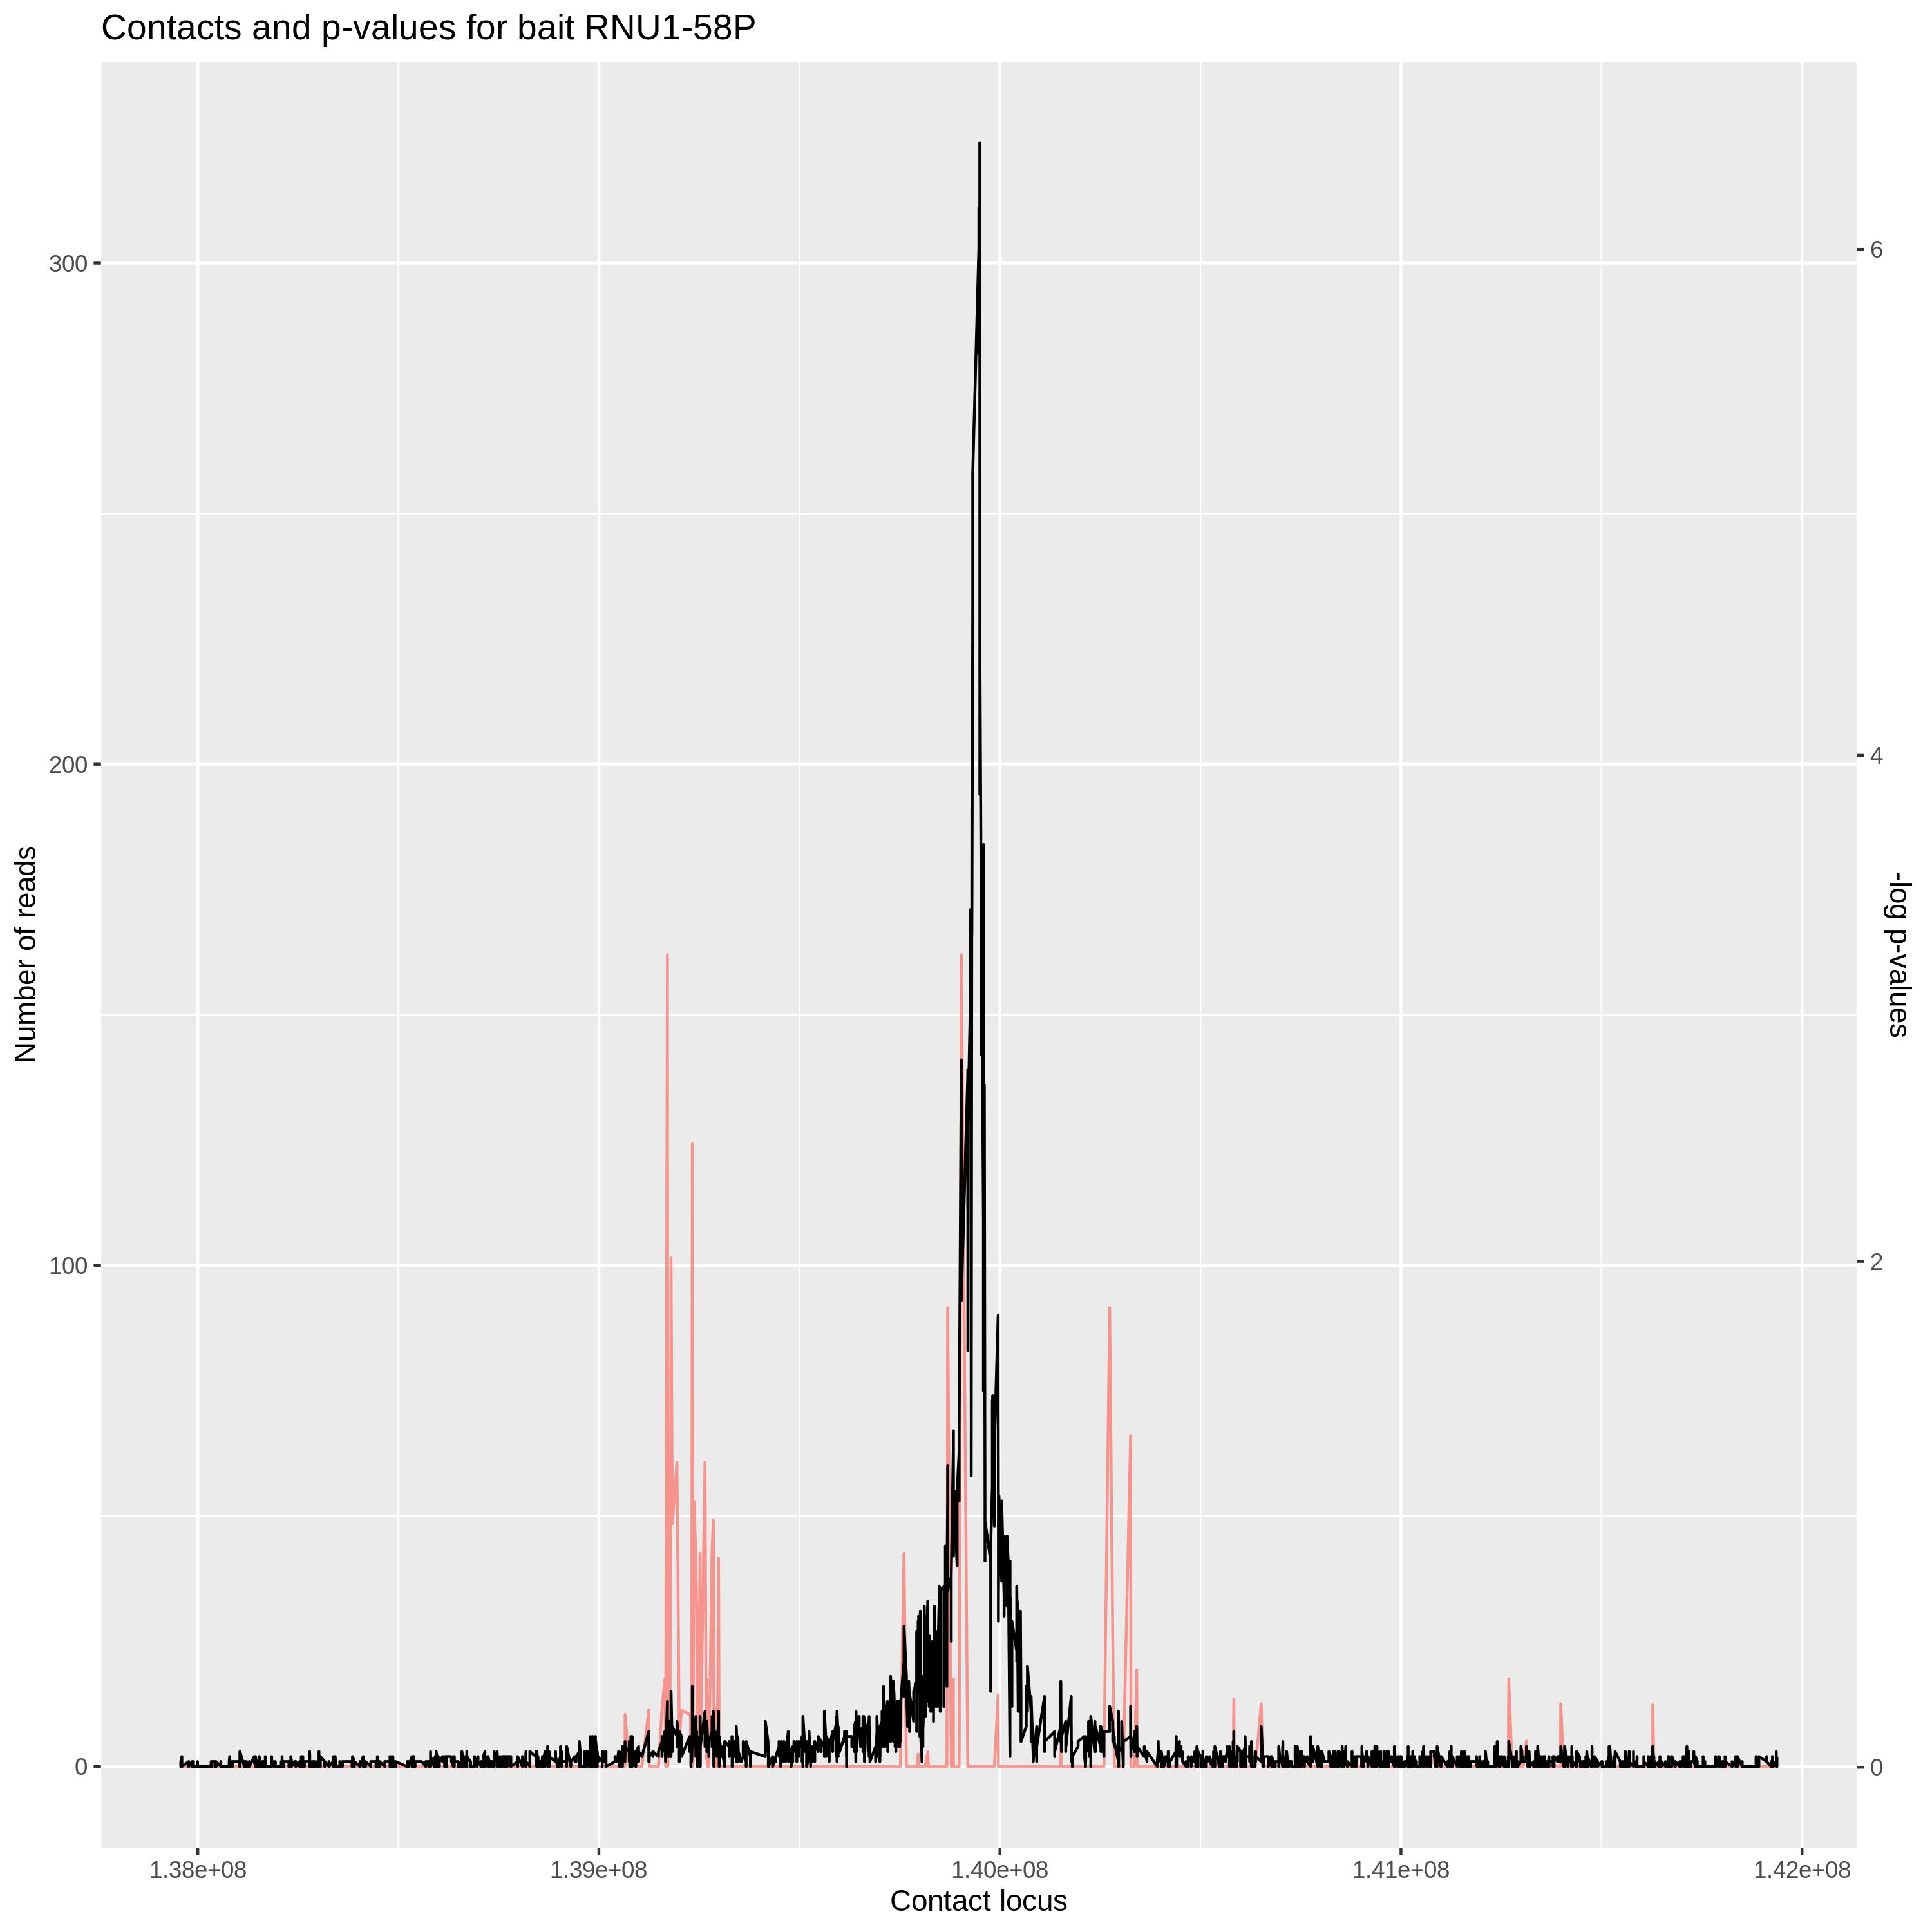 Contacts and p-values for bait RNU1-58P
300
200
100
0
Number of reads
6
4
2
0
-log p-values
1.38e+08
1.39e+08
1.40e+08
1.41e+08
1.42e+08
Contact locus